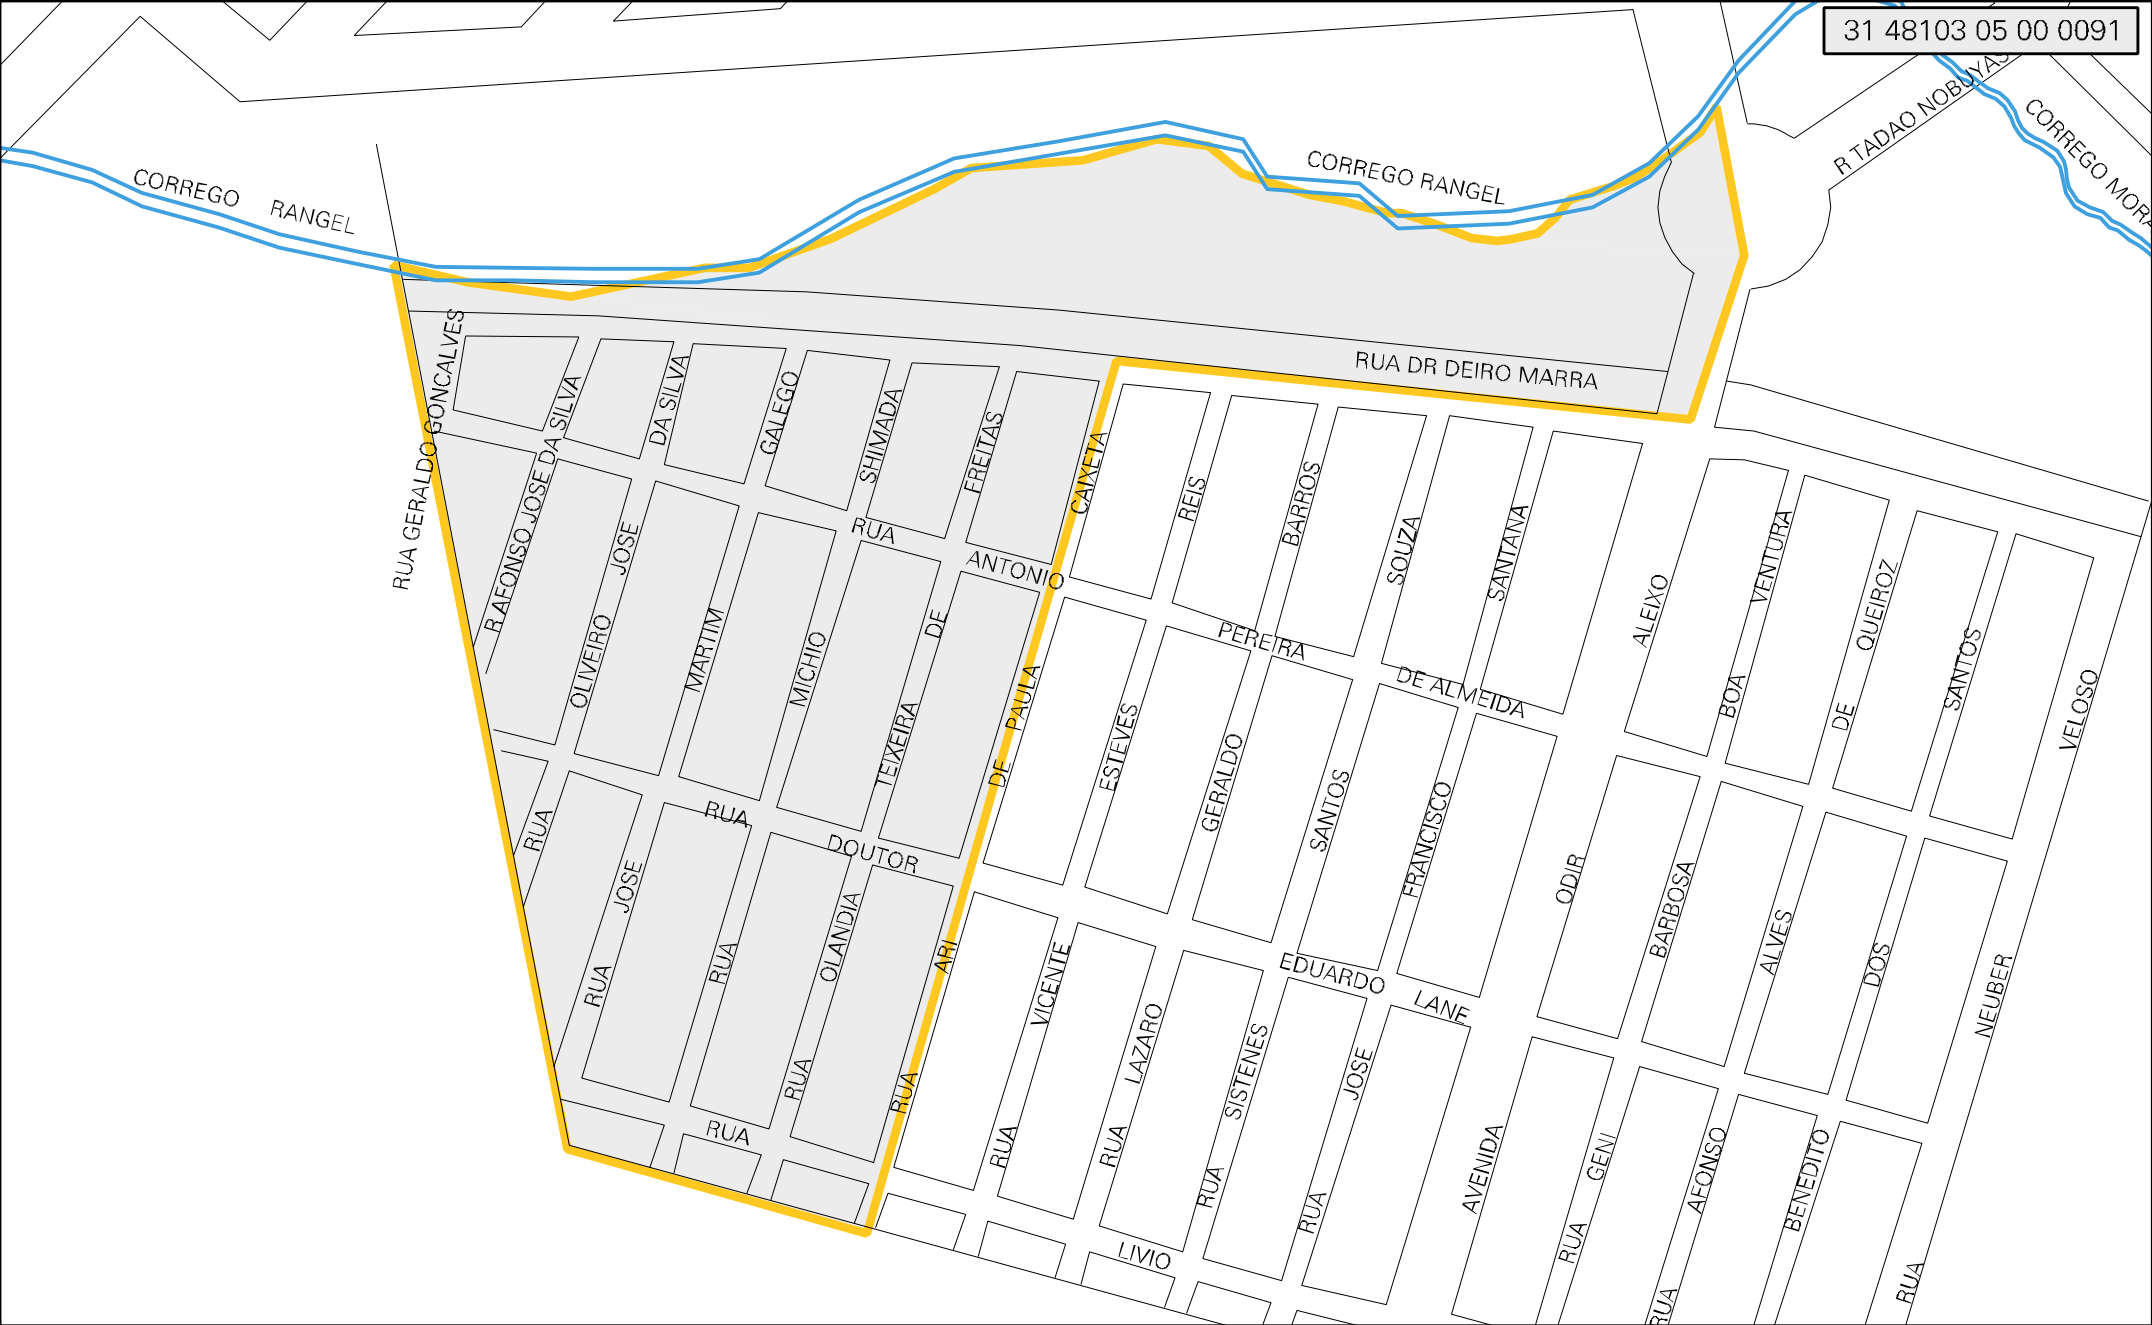 31 48103 05 00 0091
CORREGO RANGEL
CORREGO RANGEL
R TADAO NOBUYAS
CORREGO MORA
RUA DR DEIRO MARRA
RUA GERALDO GONCALVES
R AFONSO JOSE DA SILVA
RUA OLIVEIRO JOSE DA SILVA
RUA JOSE MARTIM GALEGO
RUA MICHIO SHIMADA
RUA OLANDIA TEIXEIRA DE FREITAS
RUA ARI DE PAULA CAIXETA
RUA VICENTE ESTEVES REIS
RUA LAZARO GERALDO BARROS
RUA SISTENES SANTOS SOUZA
RUA JOSE FRANCISCO SANTANA
AVENIDA ODIR ALEIXO
RUA GENI BARBOSA BOA VENTURA
RUA AFONSO ALVES DE QUEIROZ
BENEDITO DOS SANTOS
RUA NEUBER VELOSO
RUA ANTONIO PEREIRA DE ALMEIDA
RUA DOUTOR EDUARDO LANE
RUA LIVIO